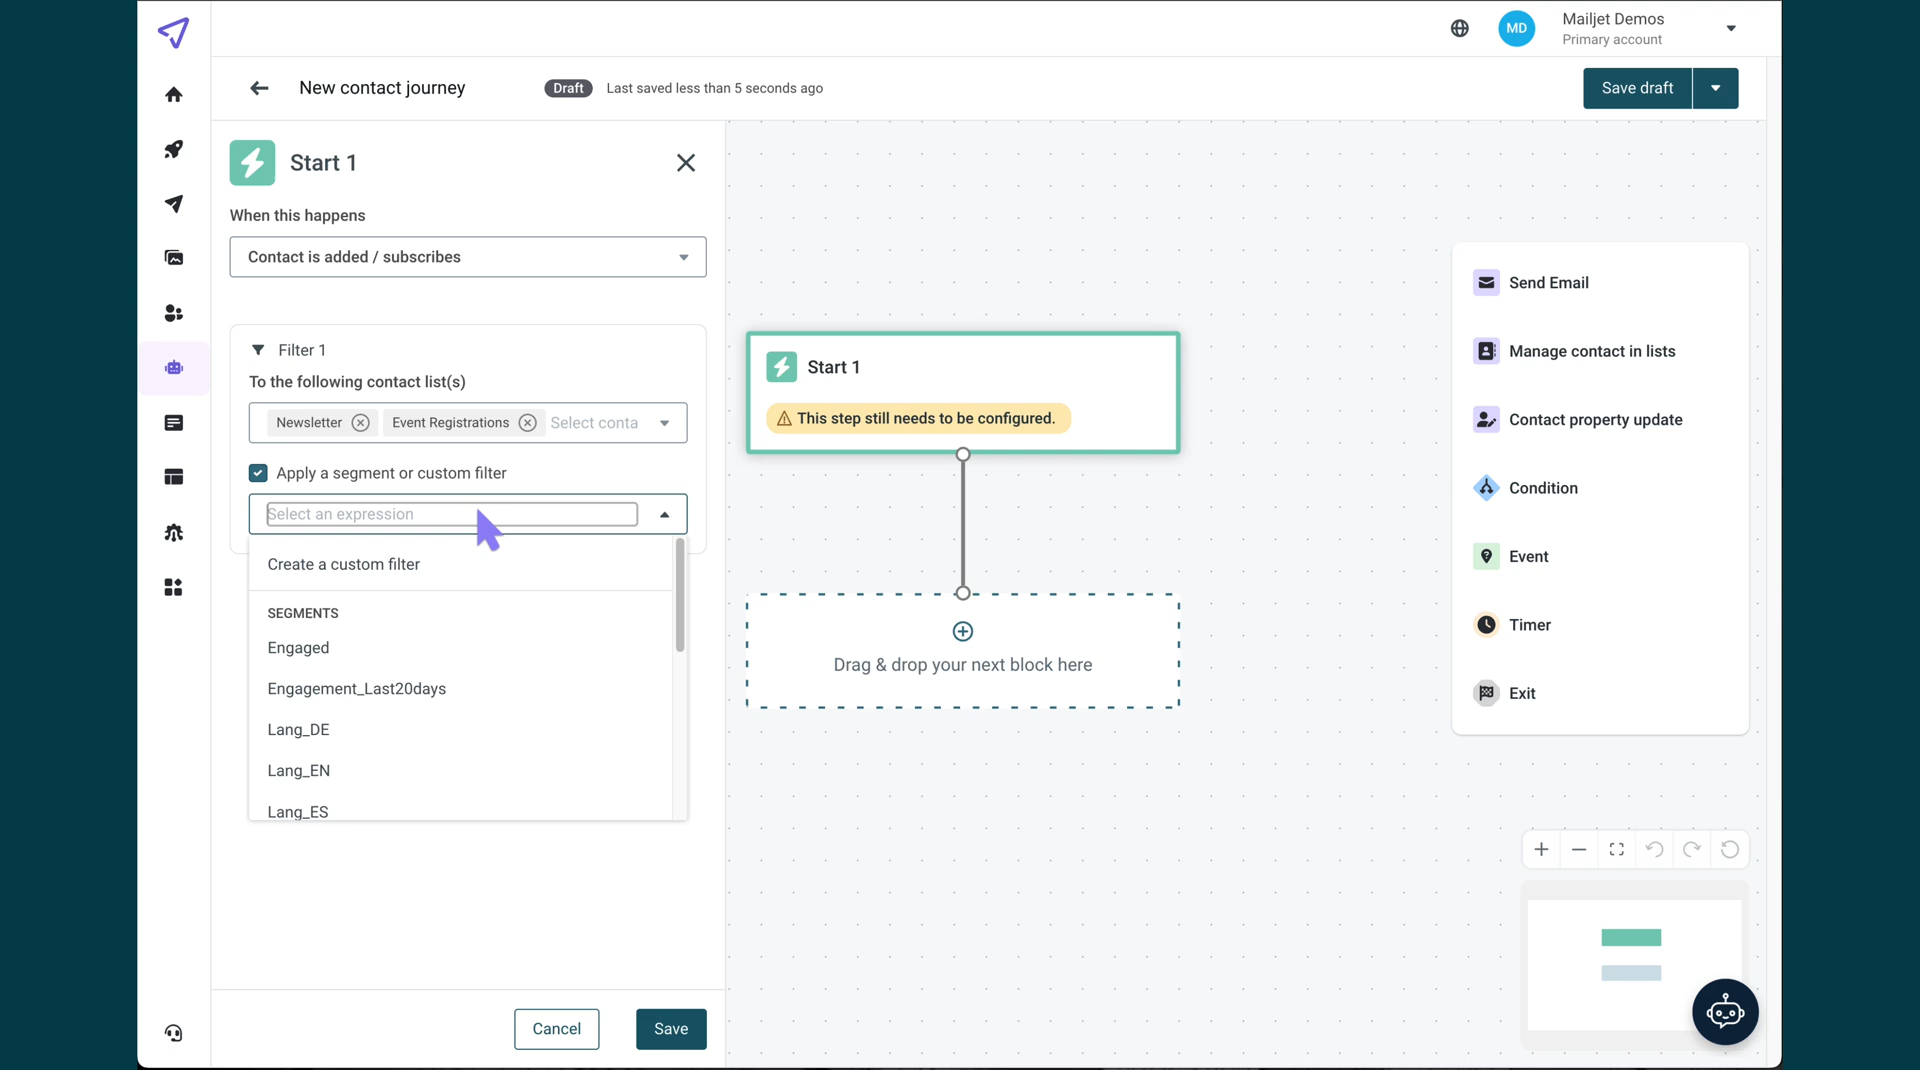 MD
Mailjet Demos
Primary account
New contact journey
Draft
Last saved less than 5 seconds ago
Save draft
Start 1
When this happens
Contact is added / subscribes
Filter 1
To the following contact list(s)
Newsletter
Event Registrations
Select conta
Apply a segment or custom filter
Select an expression
Create a custom filter
SEGMENTS
Engaged
Engagement_Last20days
Lang_DE
Lang_EN
Lang_ES
Cancel
Save
Start 1
This step still needs to be configured.
Drag & drop your next block here
Send Email
Manage contact in lists
Contact property update
Condition
Event
Timer
Exit